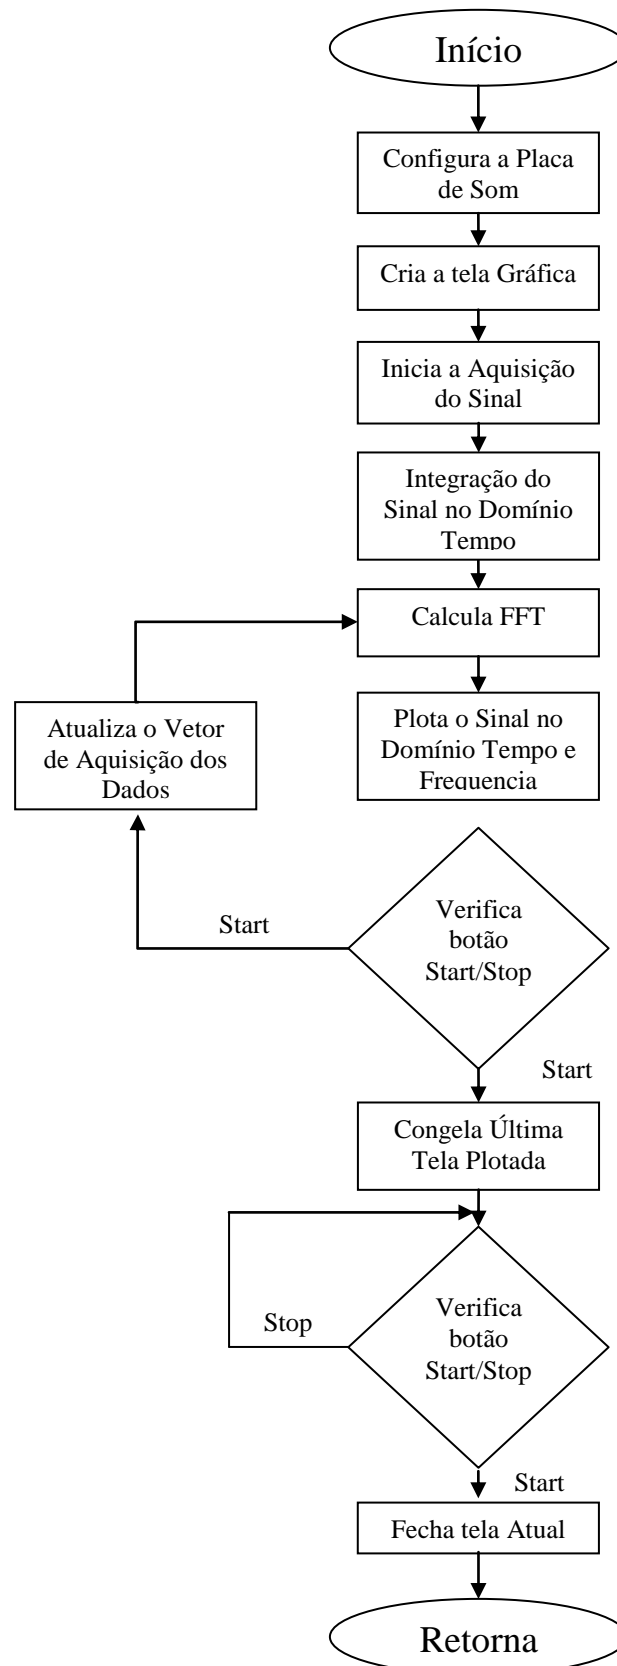 Início
Configura a Placa
de Som
Cria a tela Gráfica
Inicia a Aquisição
do Sinal
Integração do
Sinal no Domínio
Tempo
Calcula FFT
Atualiza o Vetor
de Aquisição dos
Dados
Plota o Sinal no
Domínio Tempo e
Frequencia
Verifica
botão
Start/Stop
Start
Start
Congela Última
Tela Plotada
Verifica
botão
Start/Stop
Stop
Start
Fecha tela Atual
Retorna